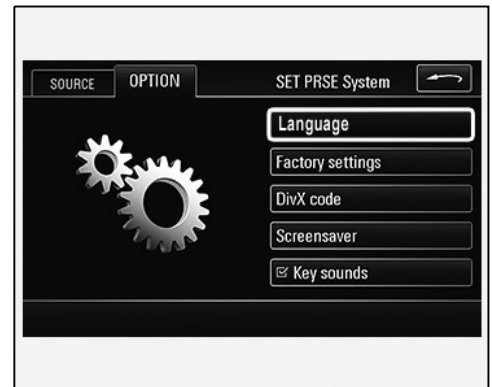 SOURCE OPTION SET PRSE System
Language
Factory settings
DivX code
Screensaver
Key sounds